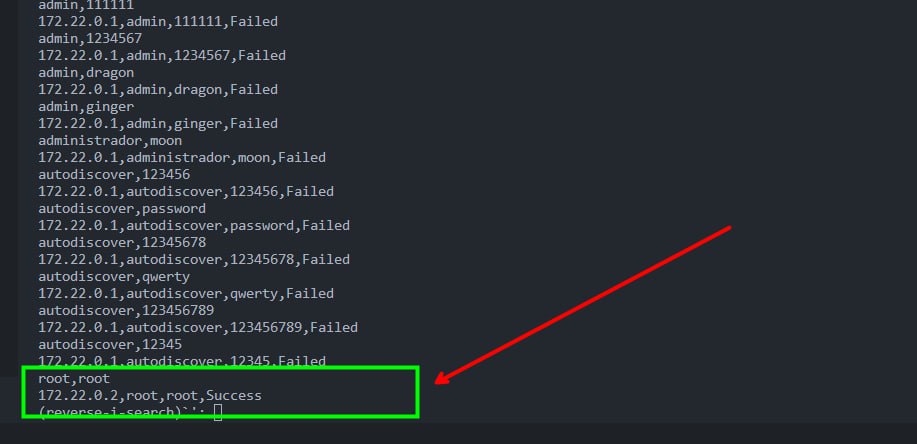 admin,111111
172.22.0.1,admin,111111,Failed
admin,1234567
172.22.0.1,admin,1234567,Failed
admin,dragon
172.22.0.1,admin,dragon,Failed
admin,ginger
172.22.0.1,admin,ginger,Failed
administrador,moon
172.22.0.1,administrador,moon,Failed
autodiscover,123456
172.22.0.1,autodiscover,123456,Failed
autodiscover,password
172.22.0.1,autodiscover,password,Failed
autodiscover,12345678
172.22.0.1,autodiscover,12345678,Failed
autodiscover,qwerty
172.22.0.1,autodiscover,qwerty,Failed
autodiscover,123456789
172.22.0.1,autodiscover,123456789,Failed
autodiscover,12345
172.22.0.1,autodiscover,12345,Failed
root,root
172.22.0.2,root,root,Success
(reverse-i-search)`':